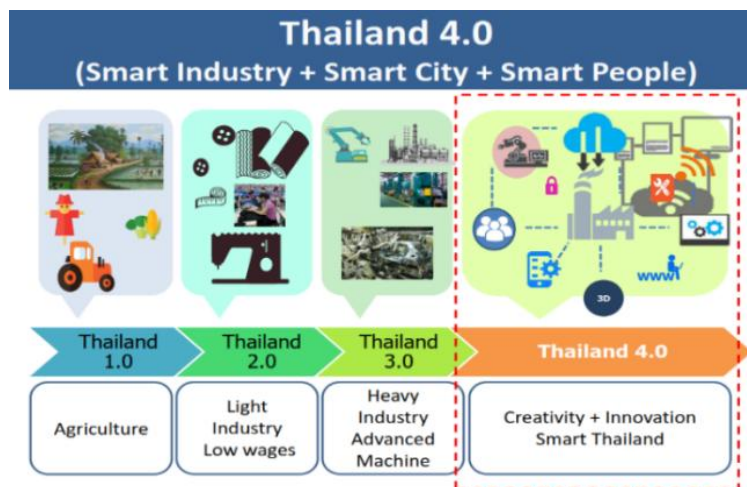 Thailand 4.0
(Smart Industry + Smart City + Smart People)
3D
www
Thailand
1.0
Thailand
2.0
Thailand
3.0
Thailand 4.0
Agriculture
Light
Industry
Low wages
Heavy
Industry
Advanced
Machine
Creativity + Innovation
Smart Thailand